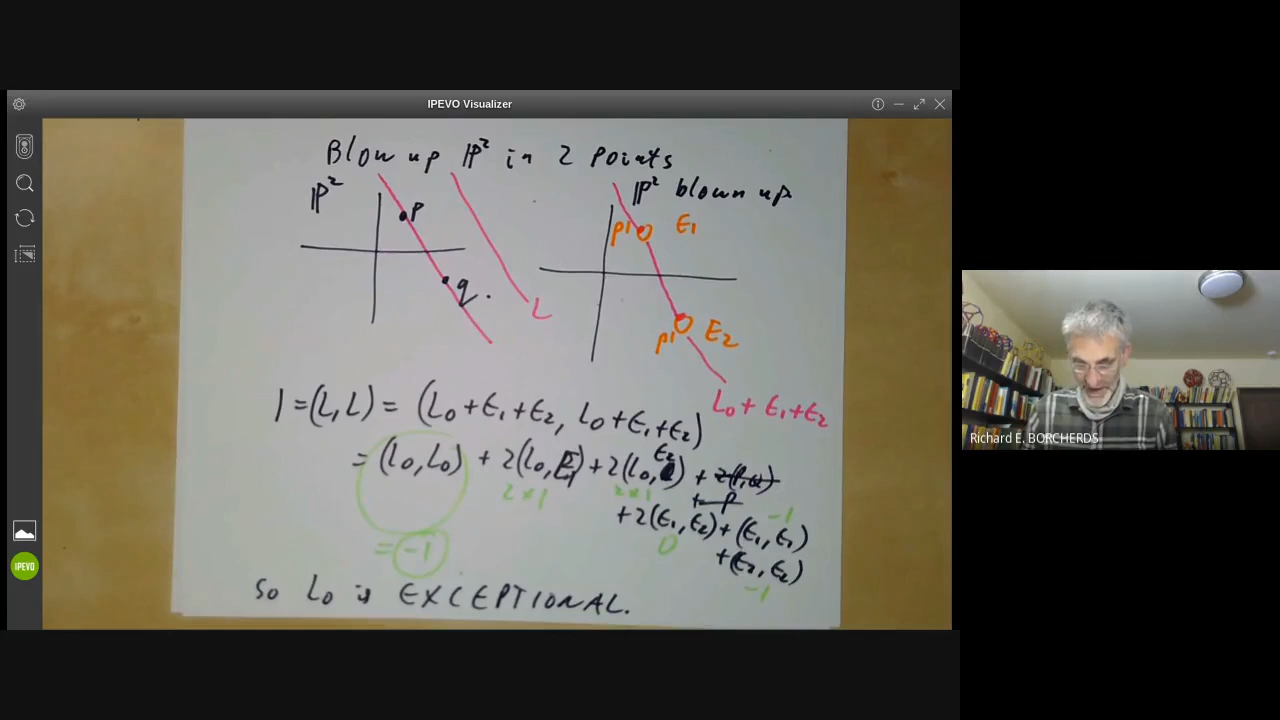 IPEVO Visualizer
Blow up ℙ² in 2 points
ℙ²
ℙ² blown up
p
q.
L
P¹ E₁
P¹ E₂
L₀ + E₁ + E₂
1 = (L, L) = (L₀ + E₁ + E₂, L₀ + E₁ + E₂)
= (L₀, L₀) + 2(L₀, E₁) + 2(L₀, E₂) +
2×1 2×1
+ 2(E₁, E₂) + (E₁, E₁)
0 -1
+ (E₂, E₂)
-1
= -1
So L₀ is EXCEPTIONAL.
IPEVO
Richard E. BORCHERDS